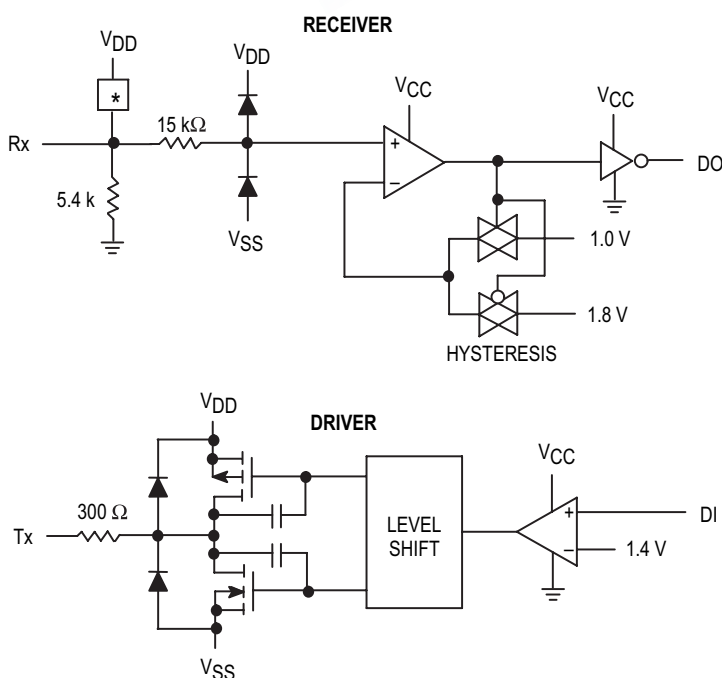 RECEIVER
VDD
*
Rx
15 kΩ
5.4 k
VDD
VSS
VCC
+
−
VCC
DO
1.0 V
1.8 V
HYSTERESIS
DRIVER
VDD
Tx
300 Ω
VSS
LEVEL
SHIFT
VCC
+
−
DI
1.4 V